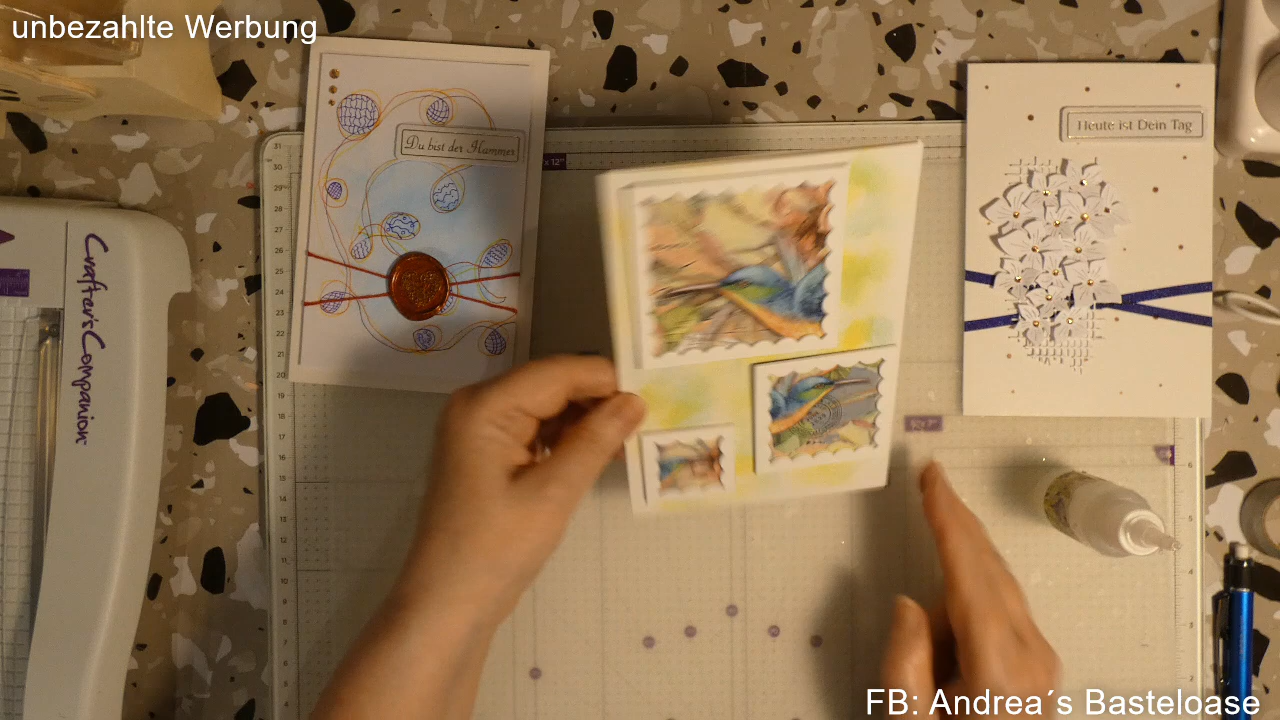 unbezahlte Werbung
Du bist der Hammer
Heute ist Dein Tag
Crafter's Companion
FB: Andrea´s Basteloase